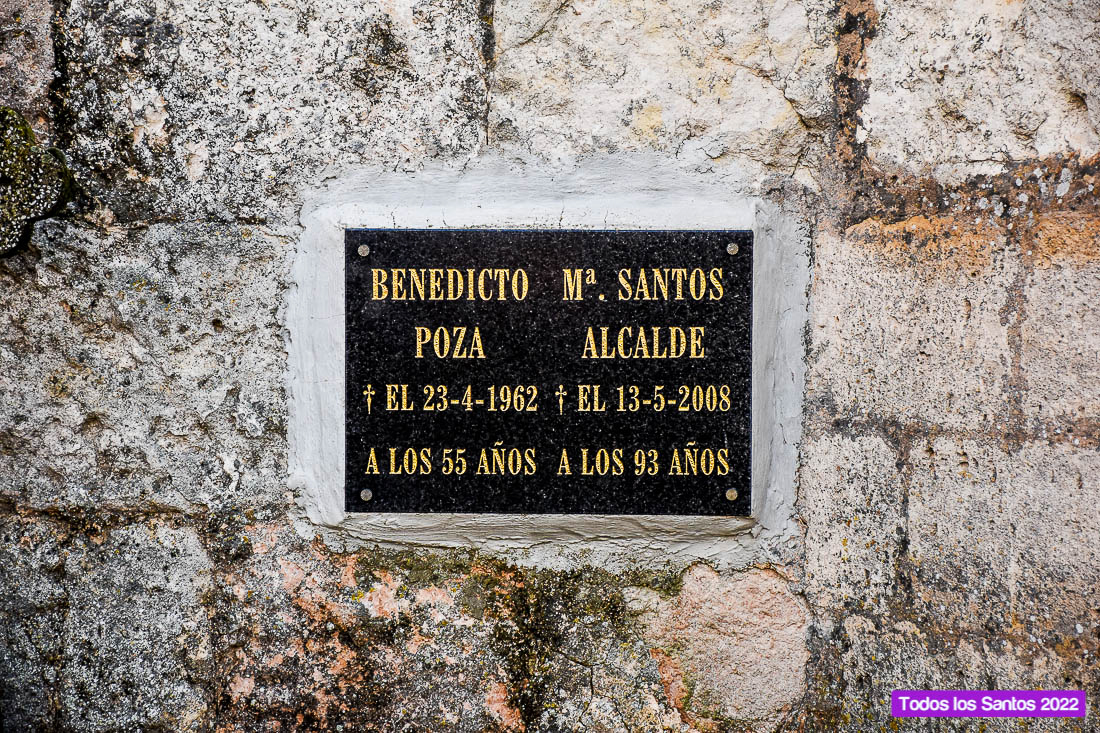 BENEDICTO
POZA
† EL 23-4-1962
A LOS 55 AÑOS
Mª. SANTOS
ALCALDE
† EL 13-5-2008
A LOS 93 AÑOS
Todos los Santos 2022